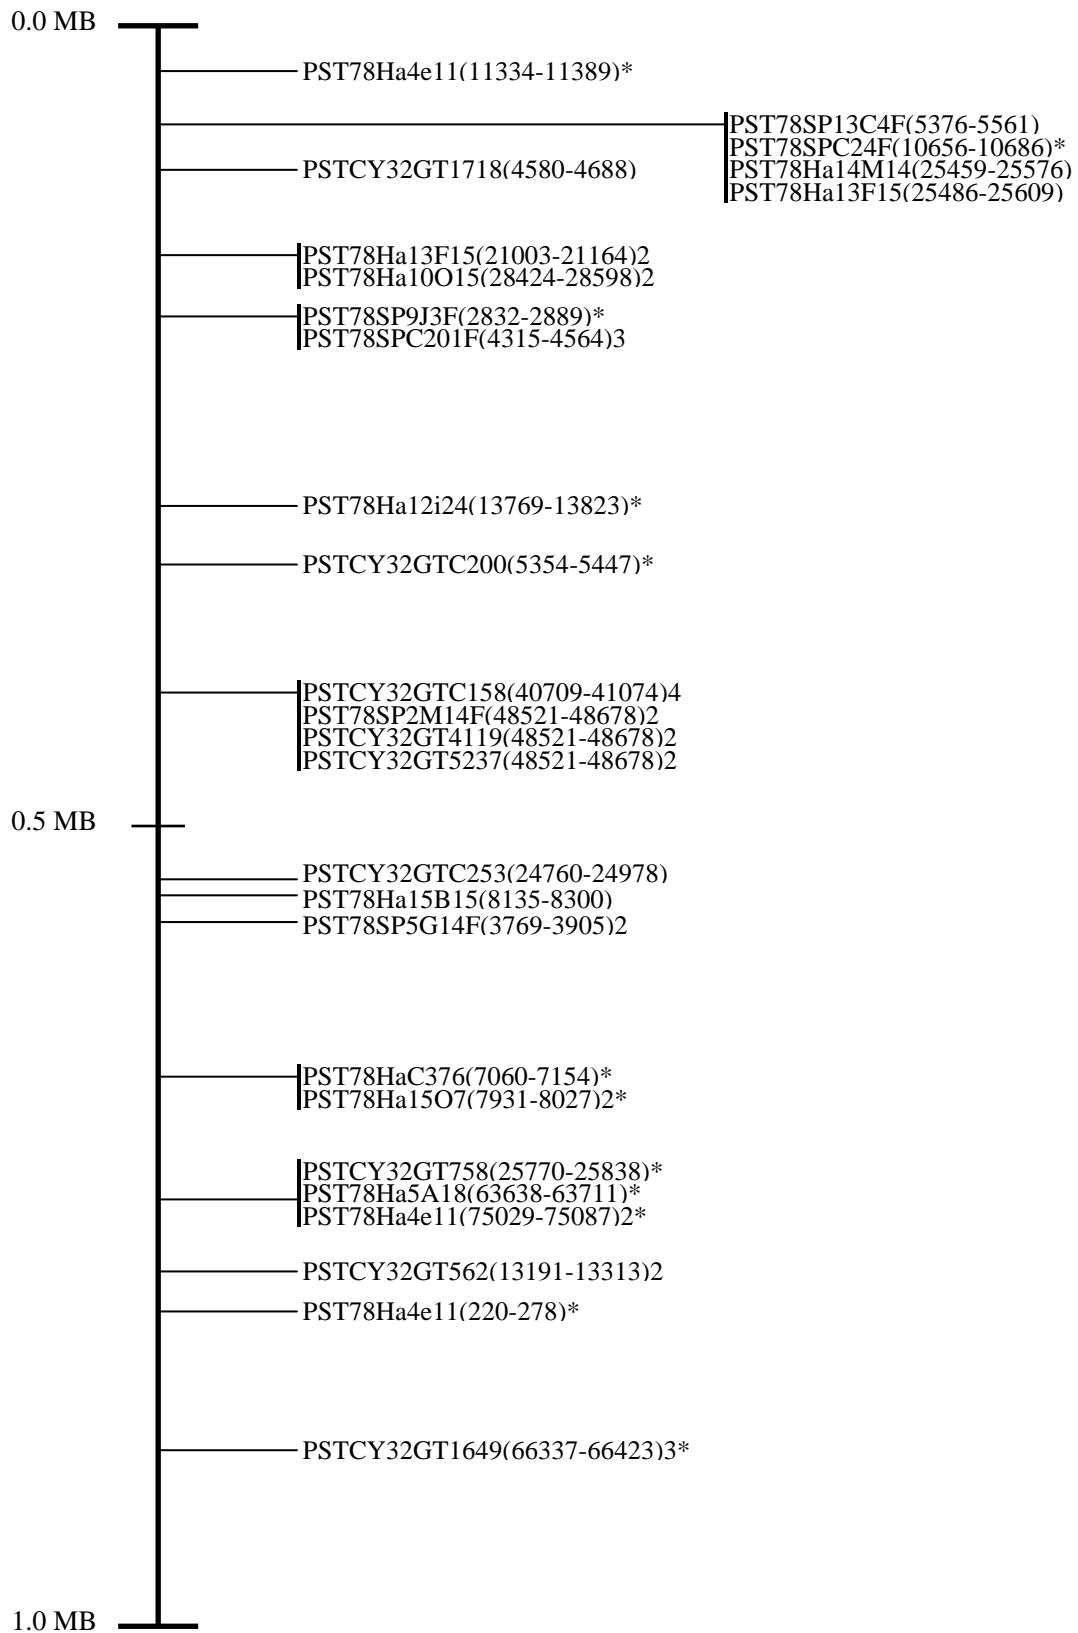 0.0 MB
PST78Ha4e11(11334-11389)*
PST78SP13C4F(5376-5561)
PST78SPC24F(10656-10686)*
PSTCY32GT1718(4580-4688)
PST78Ha14M14(25459-25576)
PST78Ha13F15(25486-25609)
PST78Ha13F15(21003-21164)2
PST78Ha10O15(28424-28598)2
PST78SP9J3F(2832-2889)*
PST78SPC201F(4315-4564)3
PST78Ha12i24(13769-13823)*
PSTCY32GTC200(5354-5447)*
PSTCY32GTC158(40709-41074)4
PST78SP2M14F(48521-48678)2
PSTCY32GT4119(48521-48678)2
PSTCY32GT5237(48521-48678)2
0.5 MB
PSTCY32GTC253(24760-24978)
PST78Ha15B15(8135-8300)
PST78SP5G14F(3769-3905)2
PST78HaC376(7060-7154)*
PST78Ha15O7(7931-8027)2*
PSTCY32GT758(25770-25838)*
PST78Ha5A18(63638-63711)*
PST78Ha4e11(75029-75087)2*
PSTCY32GT562(13191-13313)2
PST78Ha4e11(220-278)*
PSTCY32GT1649(66337-66423)3*
1.0 MB